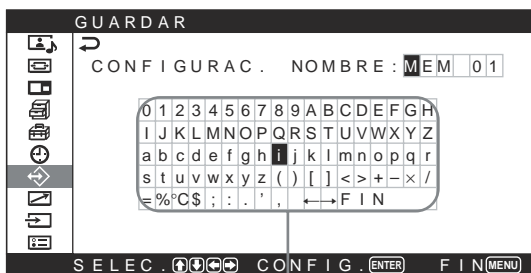 GUARDAR
CONFIGURAC. NOMBRE:MEM 01
0 1 2 3 4 5 6 7 8 9 A B C D E F G H
I J K L M N O P Q R S T U V W X Y Z
a b c d e f g h i j k l m n o p q r
s t u v w x y z ( ) [ ] < > + − × /
= % °C $ ; : . ' , ←→ FIN
SELEC. CONFIG. ENTER FIN MENU